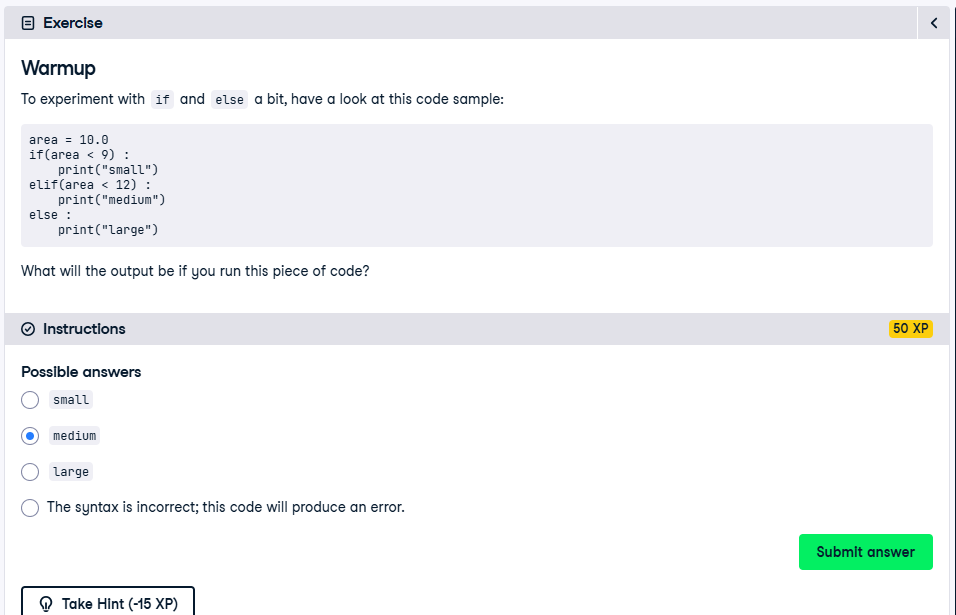 Exercise
Warmup
To experiment with if and else a bit, have a look at this code sample:
area = 10.0
if(area < 9) :
    print("small")
elif(area < 12) :
    print("medium")
else :
    print("large")
What will the output be if you run this piece of code?
Instructions
50 XP
Possible answers
small
medium
large
The syntax is incorrect; this code will produce an error.
Submit answer
Take Hint (-15 XP)